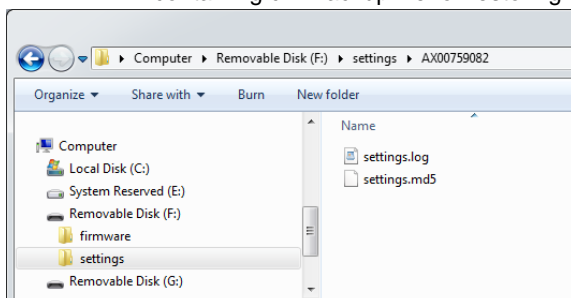 Computer ▸ Removable Disk (F:) ▸ settings ▸ AX00759082
Organize Share with Burn New folder
Computer
Local Disk (C:)
System Reserved (E:)
Removable Disk (F:)
firmware
settings
Removable Disk (G:)
Name
settings.log
settings.md5